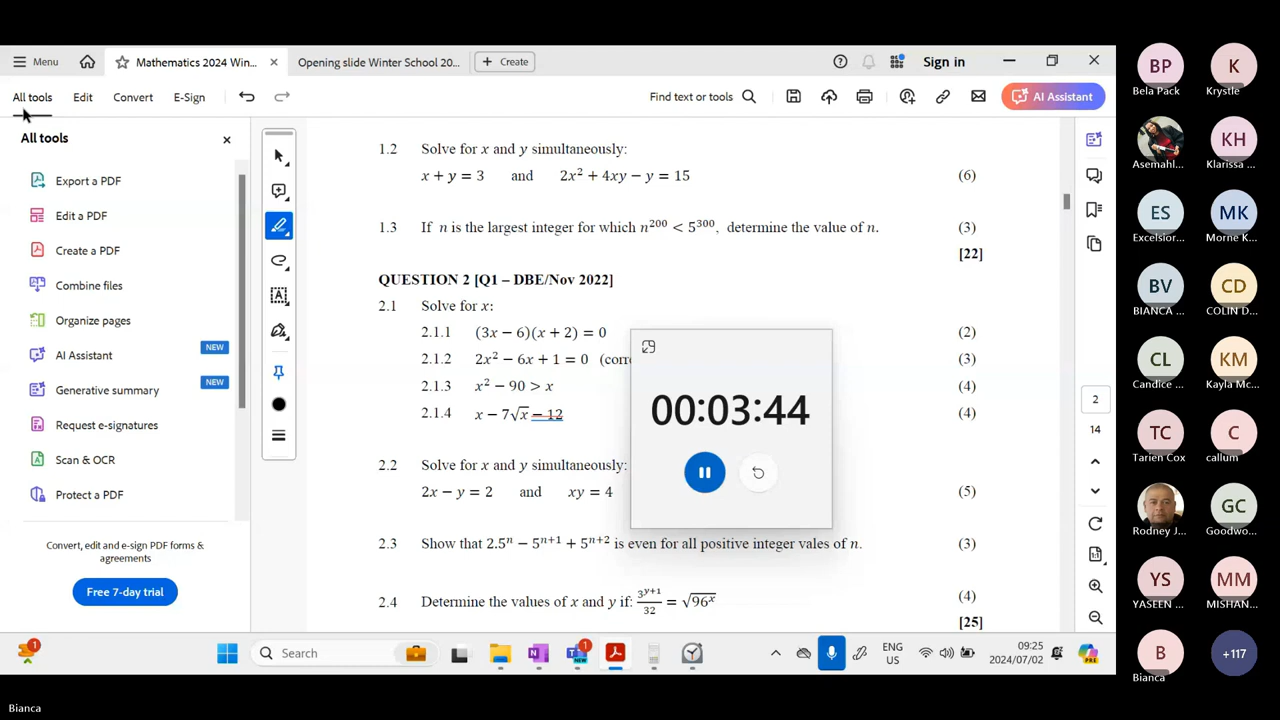 Menu
Mathematics 2024 Win...
Opening slide Winter School 20...
+ Create
Sign in
All tools
Edit
Convert
E-Sign
Find text or tools
AI Assistant
All tools
Export a PDF
Edit a PDF
Create a PDF
Combine files
Organize pages
AI Assistant
NEW
Generative summary
NEW
Request e-signatures
Scan & OCR
Protect a PDF
Convert, edit and e-sign PDF forms &
agreements
Free 7-day trial
1.2 Solve for x and y simultaneously:
x + y = 3 and 2x² + 4xy − y = 15 (6)
1.3 If n is the largest integer for which n²⁰⁰ < 5³⁰⁰, determine the value of n. (3)
[22]
QUESTION 2 [Q1 – DBE/Nov 2022]
2.1 Solve for x:
2.1.1 (3x − 6)(x + 2) = 0 (2)
2.1.2 2x² − 6x + 1 = 0 (corre (3)
2.1.3 x² − 90 > x (4)
2.1.4 x − 7√x − 12 (4)
2.2 Solve for x and y simultaneously:
2x − y = 2 and xy = 4 (5)
2.3 Show that 2.5ⁿ − 5ⁿ⁺¹ + 5ⁿ⁺² is even for all positive integer vales of n. (3)
2.4 Determine the values of x and y if: 3^(y+1)/32 = √96ˣ (4)
[25]
00:03:44
2
14
BP
Bela Pack
K
Krystle
Asemahl...
KH
Klarissa ...
ES
Excelsior...
MK
Morne K...
BV
BIANCA ...
CD
COLIN D...
CL
Candice ...
KM
Kayla Mc...
TC
Tarien Cox
C
callum
Rodney J...
GC
Goodwo...
YS
YASEEN ...
MM
MISHAN...
B
Bianca
+117
1
Search
1
ENG
US
09:25
2024/07/02
PRE
Bianca